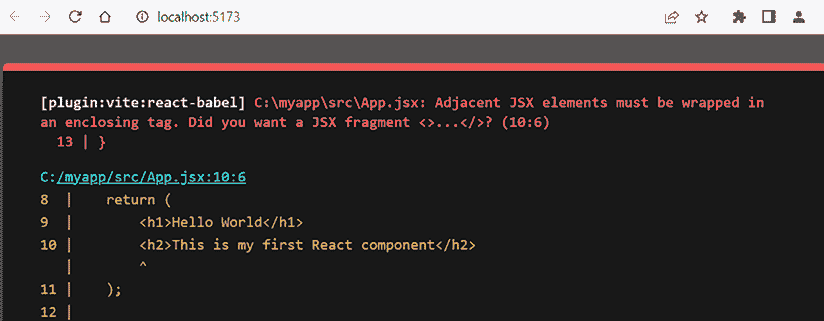 localhost:5173
[plugin:vite:react-babel] C:\myapp\src\App.jsx: Adjacent JSX elements must be wrapped in
an enclosing tag. Did you want a JSX fragment <>...</>? (10:6)
  13 | }
C:/myapp/src/App.jsx:10:6
8  |    return (
9  |        <h1>Hello World</h1>
10 |        <h2>This is my first React component</h2>
   |        ^
11 |    );
12 |